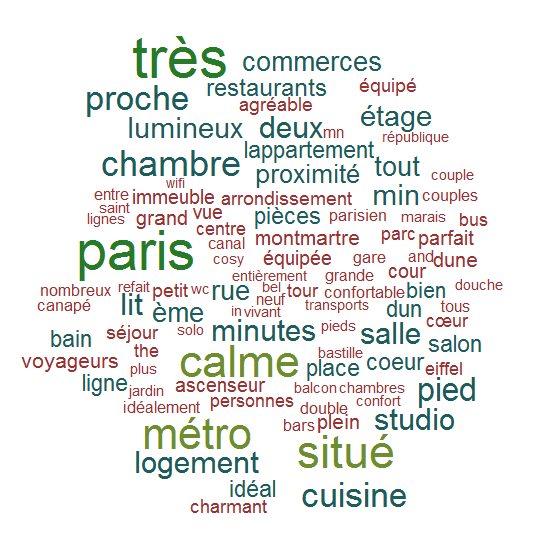 très commerces
restaurants équipé
proche agréable étage
lumineux deux mn république
lappartement
chambre proximité tout couple
wifi
entre immeuble arrondissement min couples
saint
lignes grand vue pièces parisien marais bus
centre
paris canal montmartre parc parfait
cosy équipée gare and dune
entièrement grande cour
nombreux refait petit wc rue bel tour confortable bien douche
neuf
canapé lit ème in vivant transports dun tous
cœur
bain séjour solo minutes pieds salle salon
the bastille
voyageurs plus calme place coeur eiffel
ligne jardin ascenseur balcon chambres pied
idéalement personnes double confort
métro bars plein studio
situé
logement
idéal cuisine
charmant